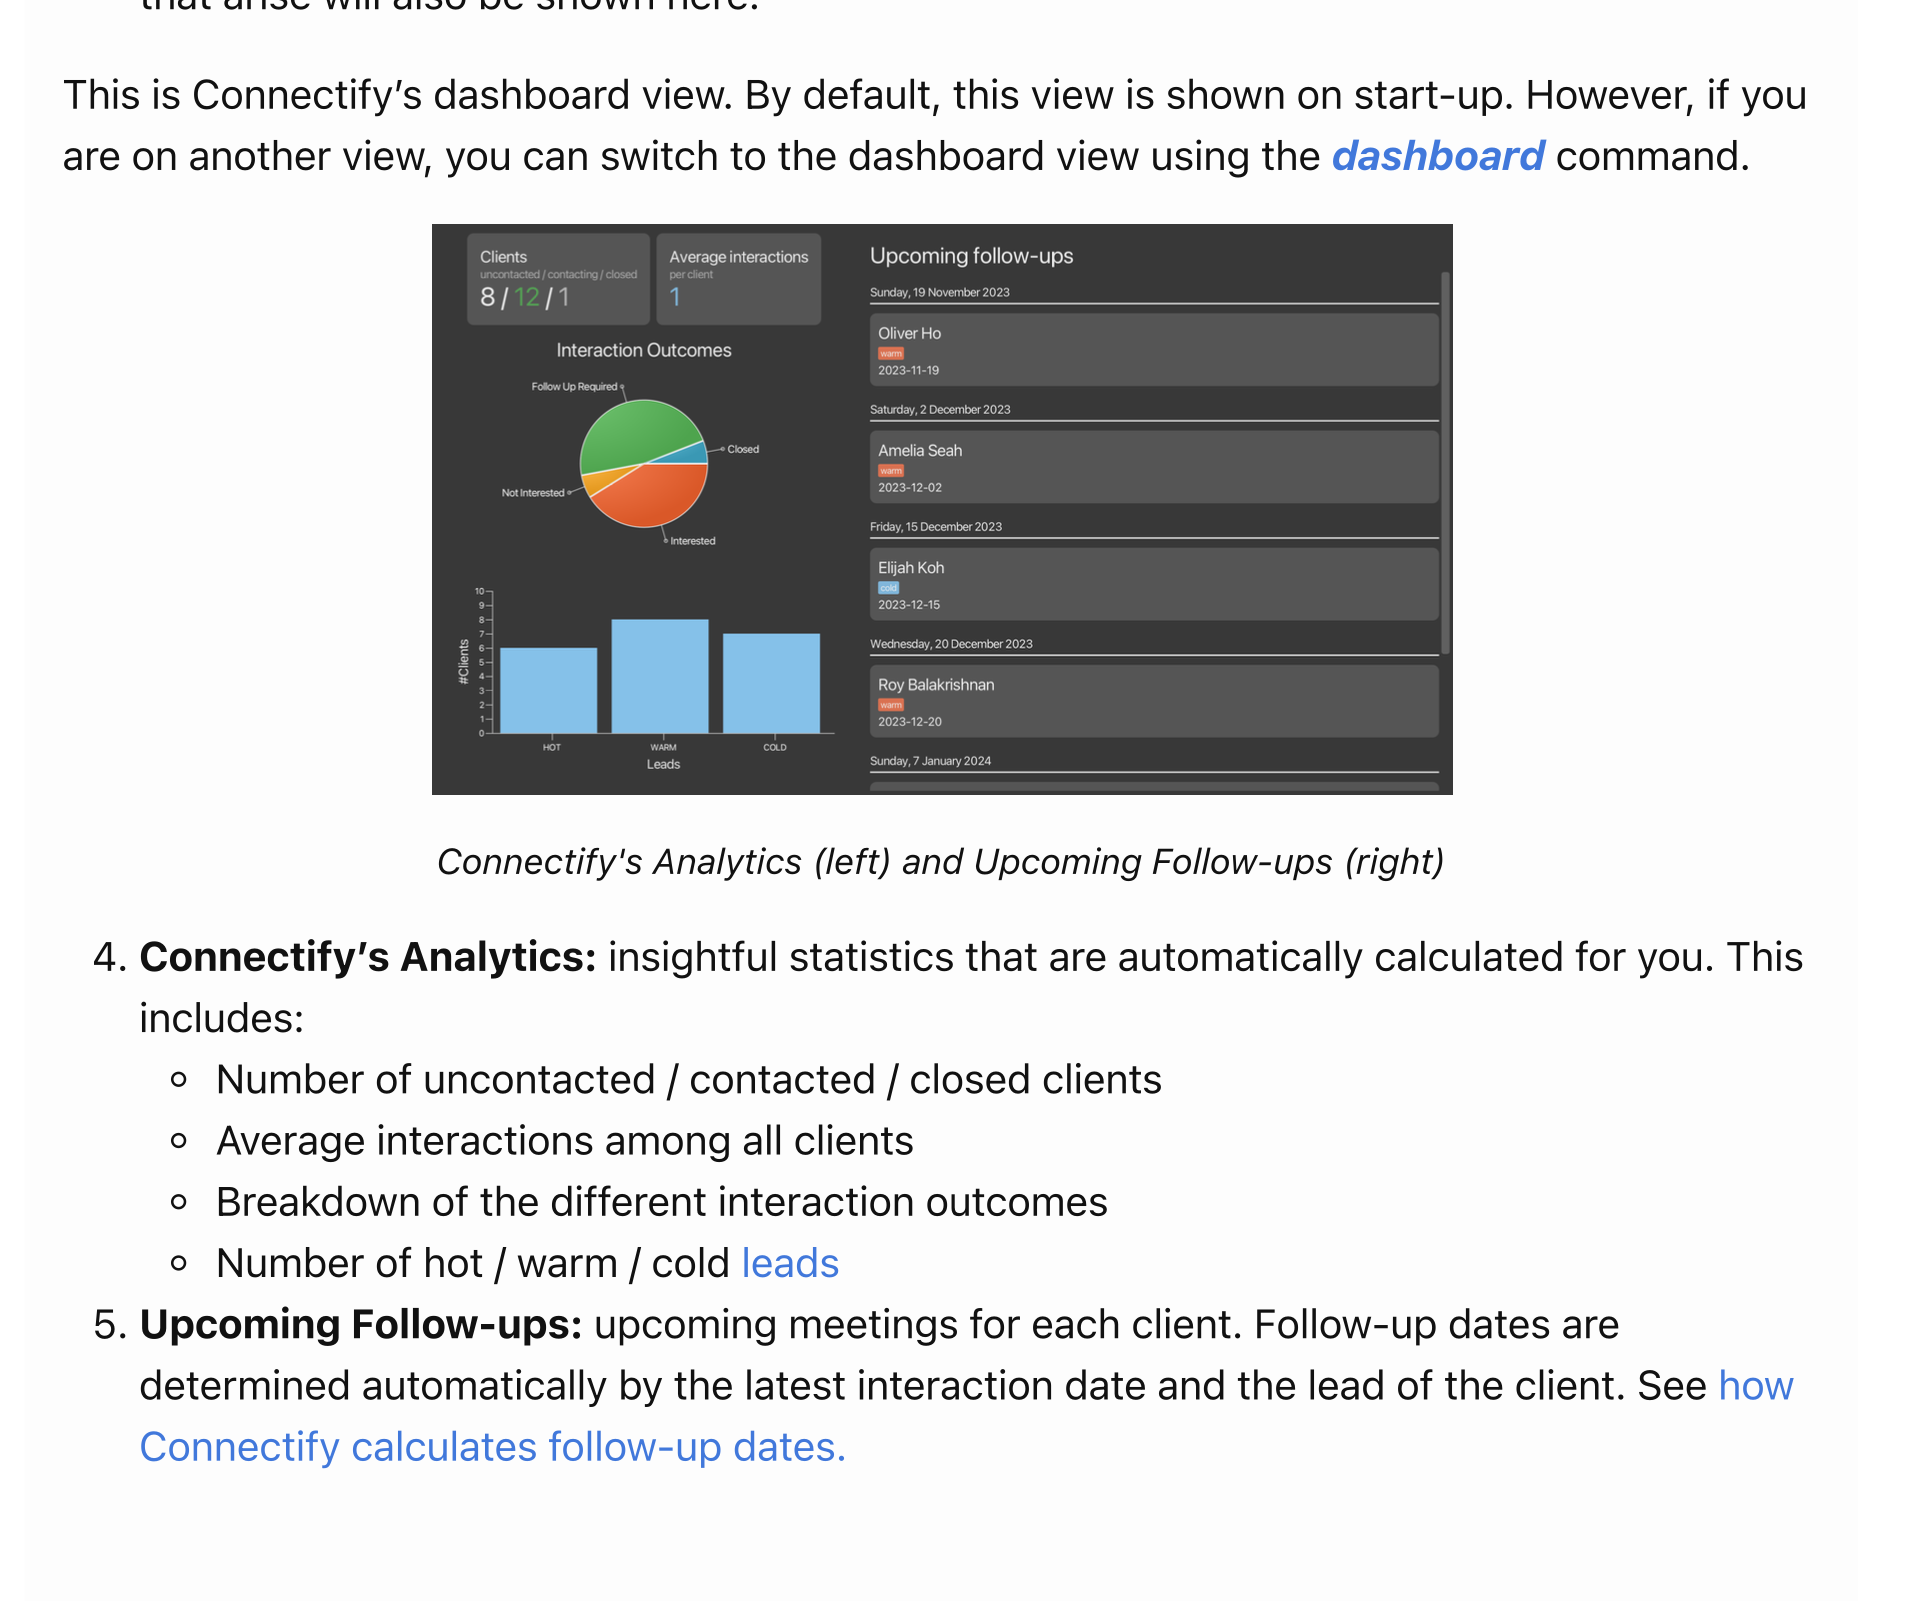 that arise will also be shown here.
This is Connectify’s dashboard view. By default, this view is shown on start-up. However, if you
are on another view, you can switch to the dashboard view using the dashboard command.
Clients
uncontacted / contacting / closed
8 / 12 / 1
Average interactions
per client
1
Interaction Outcomes
Follow Up Required
Closed
Not Interested
Interested
10
9
8
7
6
5
4
3
2
1
0
#Clients
HOT WARM COLD
Leads
Upcoming follow-ups
Sunday, 19 November 2023
Oliver Ho
warm
2023-11-19
Saturday, 2 December 2023
Amelia Seah
warm
2023-12-02
Friday, 15 December 2023
Elijah Koh
cold
2023-12-15
Wednesday, 20 December 2023
Roy Balakrishnan
warm
2023-12-20
Sunday, 7 January 2024
Connectify's Analytics (left) and Upcoming Follow-ups (right)
4. Connectify’s Analytics: insightful statistics that are automatically calculated for you. This
includes:
Number of uncontacted / contacted / closed clients
Average interactions among all clients
Breakdown of the different interaction outcomes
Number of hot / warm / cold leads
5. Upcoming Follow-ups: upcoming meetings for each client. Follow-up dates are
determined automatically by the latest interaction date and the lead of the client. See how
Connectify calculates follow-up dates.